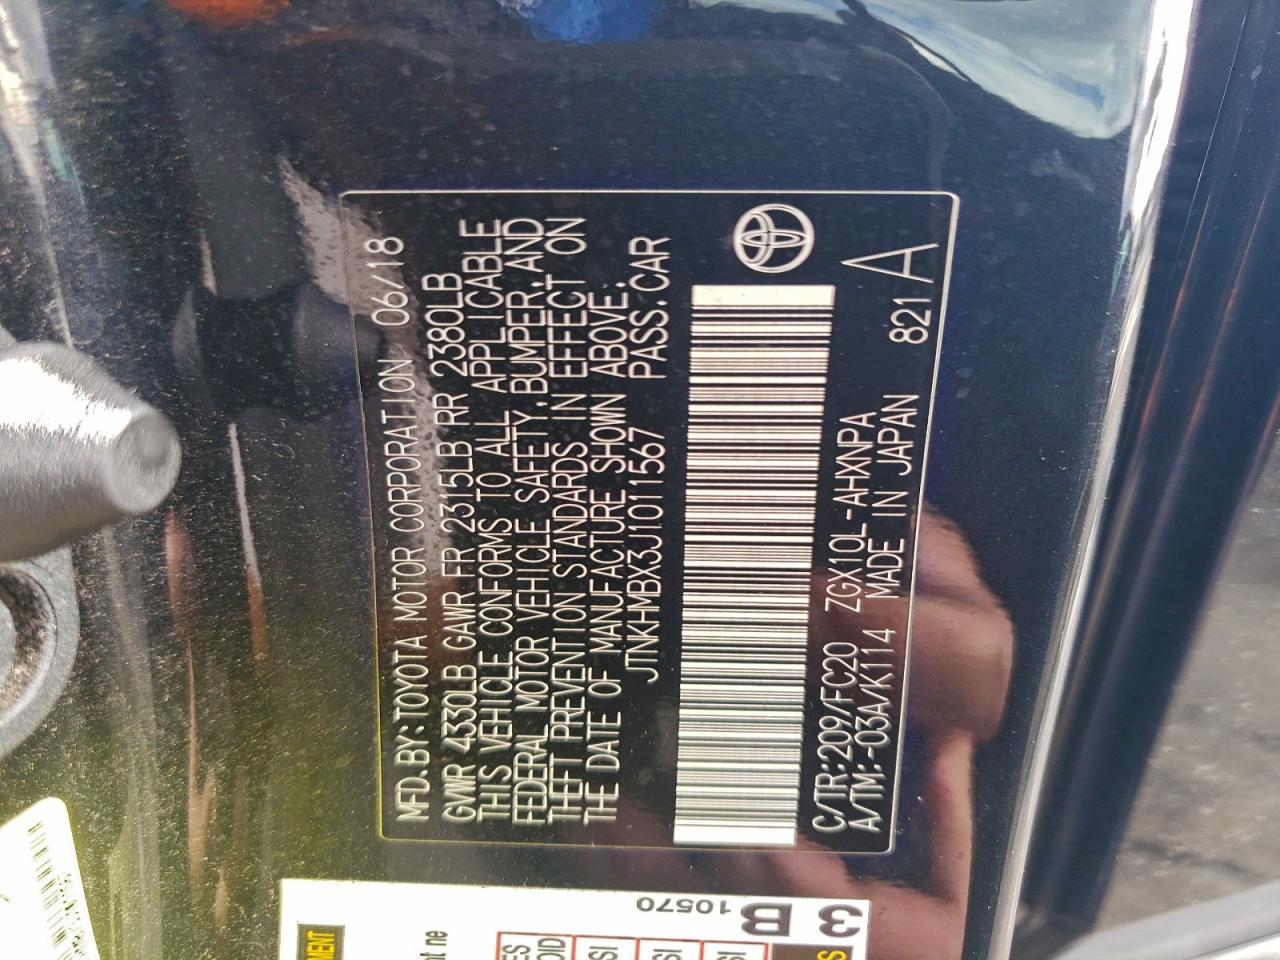 MFD.BY:TOYOTA MOTOR CORPORATION 06/18
GVWR 4330LB GAWR FR 2315LB RR 2380LB
THIS VEHICLE CONFORMS TO ALL APPLICABLE
FEDERAL MOTOR VEHICLE SAFETY,BUMPER,AND
THEFT PREVENTION STANDARDS IN EFFECT ON
THE DATE OF MANUFACTURE SHOWN ABOVE.
JTNKHMBX3J1011567 PASS.CAR
C/TR:209/FC20 ZGX10L-AHXNPA
A/TM:-03A/K114 MADE IN JAPAN 821 A
3B
10570